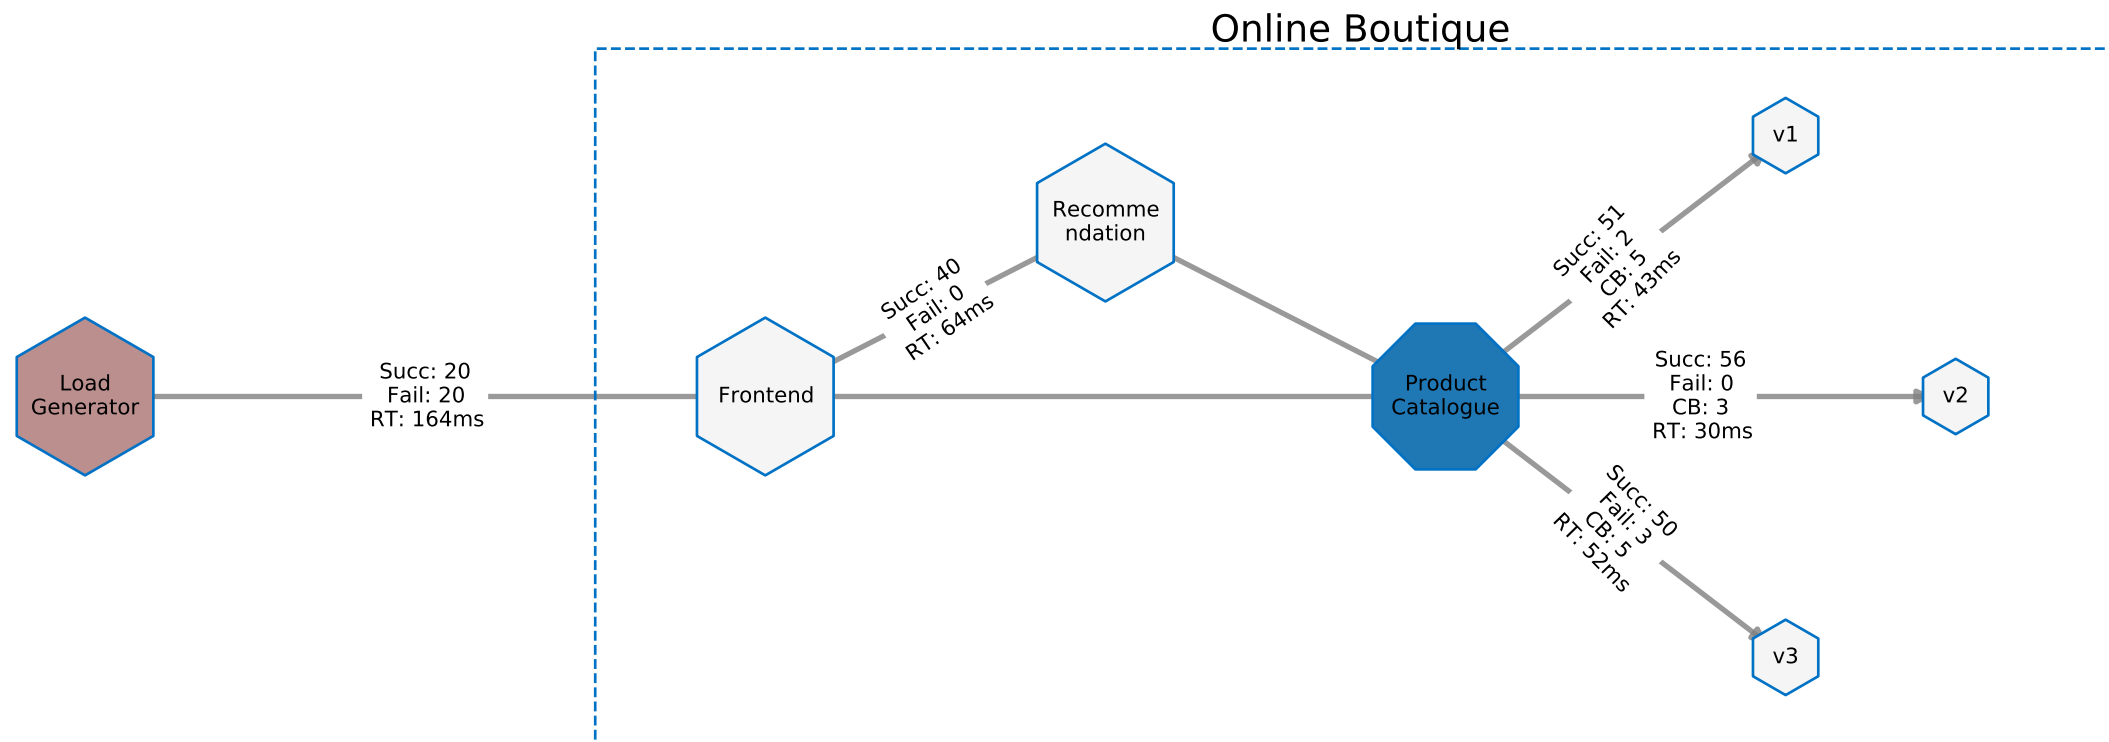 Online Boutique
Load
Generator
Succ: 20
Fail: 20
RT: 164ms
Frontend
Succ: 40
Fail: 0
RT: 64ms
Recomme
ndation
Product
Catalogue
Succ: 51
Fail: 2
CB: 5
RT: 43ms
v1
Succ: 56
Fail: 0
CB: 3
RT: 30ms
v2
Succ: 50
Fail: 3
CB: 5
RT: 52ms
v3